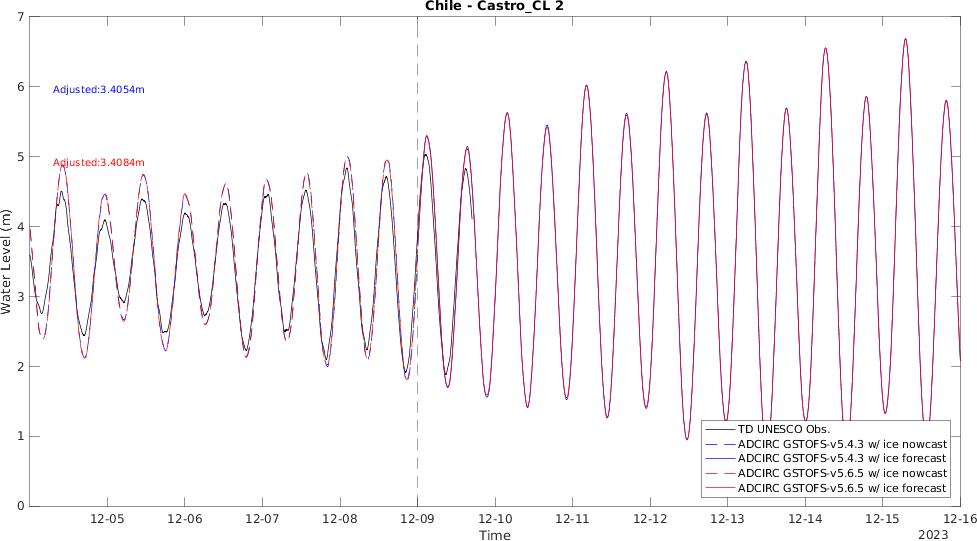 Chile - Castro_CL 2
7
6
5
4
3
2
1
0
Water Level (m)
Adjusted:3.4054m
Adjusted:3.4084m
TD UNESCO Obs.
ADCIRC GSTOFS-v5.4.3 w/ ice nowcast
ADCIRC GSTOFS-v5.4.3 w/ ice forecast
ADCIRC GSTOFS-v5.6.5 w/ ice nowcast
ADCIRC GSTOFS-v5.6.5 w/ ice forecast
12-05 12-06 12-07 12-08 12-09 12-10 12-11 12-12 12-13 12-14 12-15 12-16
Time
2023